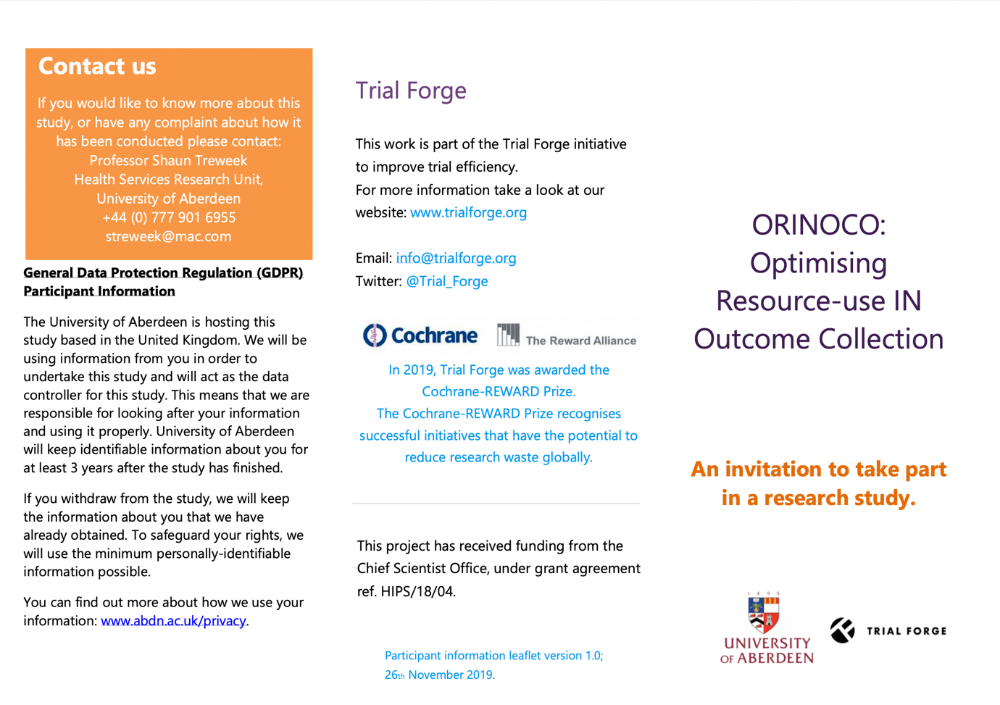 Contact us
If you would like to know more about this
study, or have any complaint about how it
has been conducted please contact:
Professor Shaun Treweek
Health Services Research Unit,
University of Aberdeen
+44 (0) 777 901 6955
streweek@mac.com
General Data Protection Regulation (GDPR)
Participant Information
The University of Aberdeen is hosting this
study based in the United Kingdom. We will be
using information from you in order to
undertake this study and will act as the data
controller for this study. This means that we are
responsible for looking after your information
and using it properly. University of Aberdeen
will keep identifiable information about you for
at least 3 years after the study has finished.
If you withdraw from the study, we will keep
the information about you that we have
already obtained. To safeguard your rights, we
will use the minimum personally-identifiable
information possible.
You can find out more about how we use your
information: www.abdn.ac.uk/privacy.
Trial Forge
This work is part of the Trial Forge initiative
to improve trial efficiency.
For more information take a look at our
website: www.trialforge.org
Email: info@trialforge.org
Twitter: @Trial_Forge
Cochrane
The Reward Alliance
In 2019, Trial Forge was awarded the
Cochrane-REWARD Prize.
The Cochrane-REWARD Prize recognises
successful initiatives that have the potential to
reduce research waste globally.
This project has received funding from the
Chief Scientist Office, under grant agreement
ref. HIPS/18/04.
Participant information leaflet version 1.0;
26th November 2019.
ORINOCO:
Optimising
Resource-use IN
Outcome Collection
An invitation to take part
in a research study.
1495
UNIVERSITY
OF ABERDEEN
TRIAL FORGE